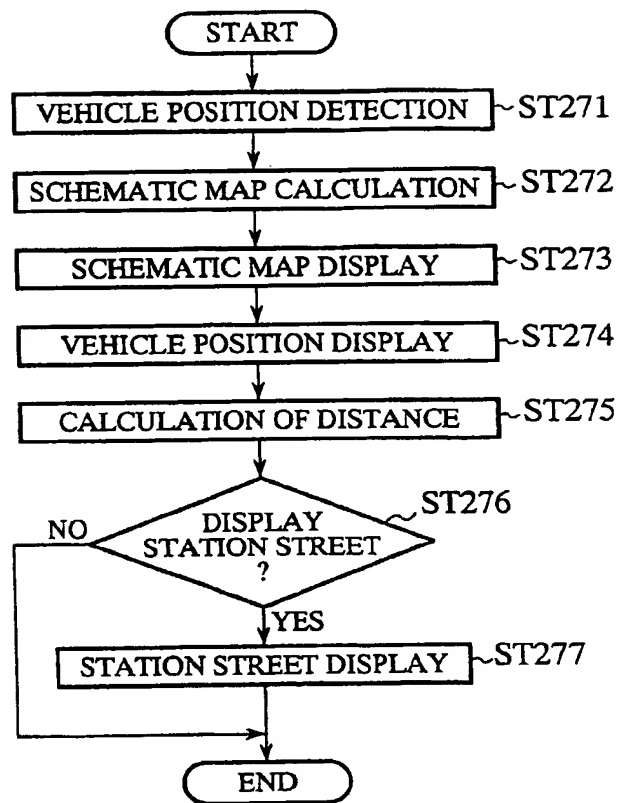 START
VEHICLE POSITION DETECTION
ST271
SCHEMATIC MAP CALCULATION
ST272
SCHEMATIC MAP DISPLAY
ST273
VEHICLE POSITION DISPLAY
ST274
CALCULATION OF DISTANCE
ST275
ST276
DISPLAY
STATION STREET
?
NO
YES
STATION STREET DISPLAY
ST277
END